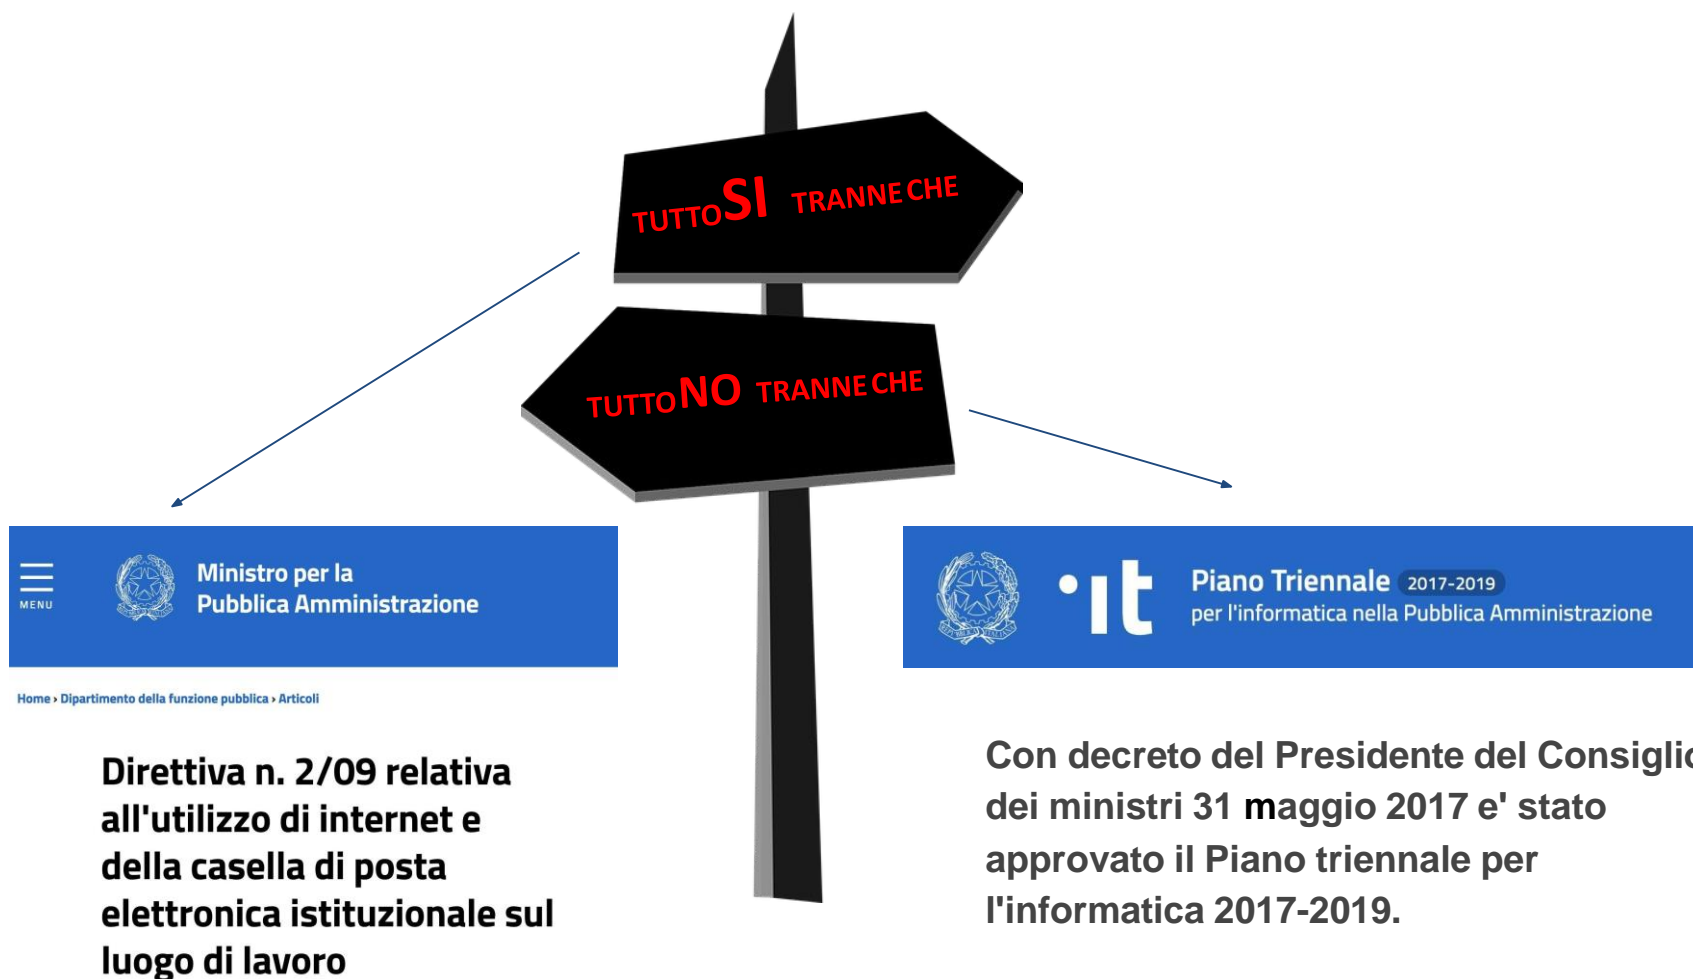 TUTTO SI TRANNE CHE
TUTTO NO TRANNE CHE
MENU
Ministro per la
Pubblica Amministrazione
Home › Dipartimento della funzione pubblica › Articoli
Direttiva n. 2/09 relativa
all'utilizzo di internet e
della casella di posta
elettronica istituzionale sul
luogo di lavoro
.it
Piano Triennale 2017-2019
per l'informatica nella Pubblica Amministrazione
Con decreto del Presidente del Consiglio
dei ministri 31 maggio 2017 e' stato
approvato il Piano triennale per
l'informatica 2017-2019.